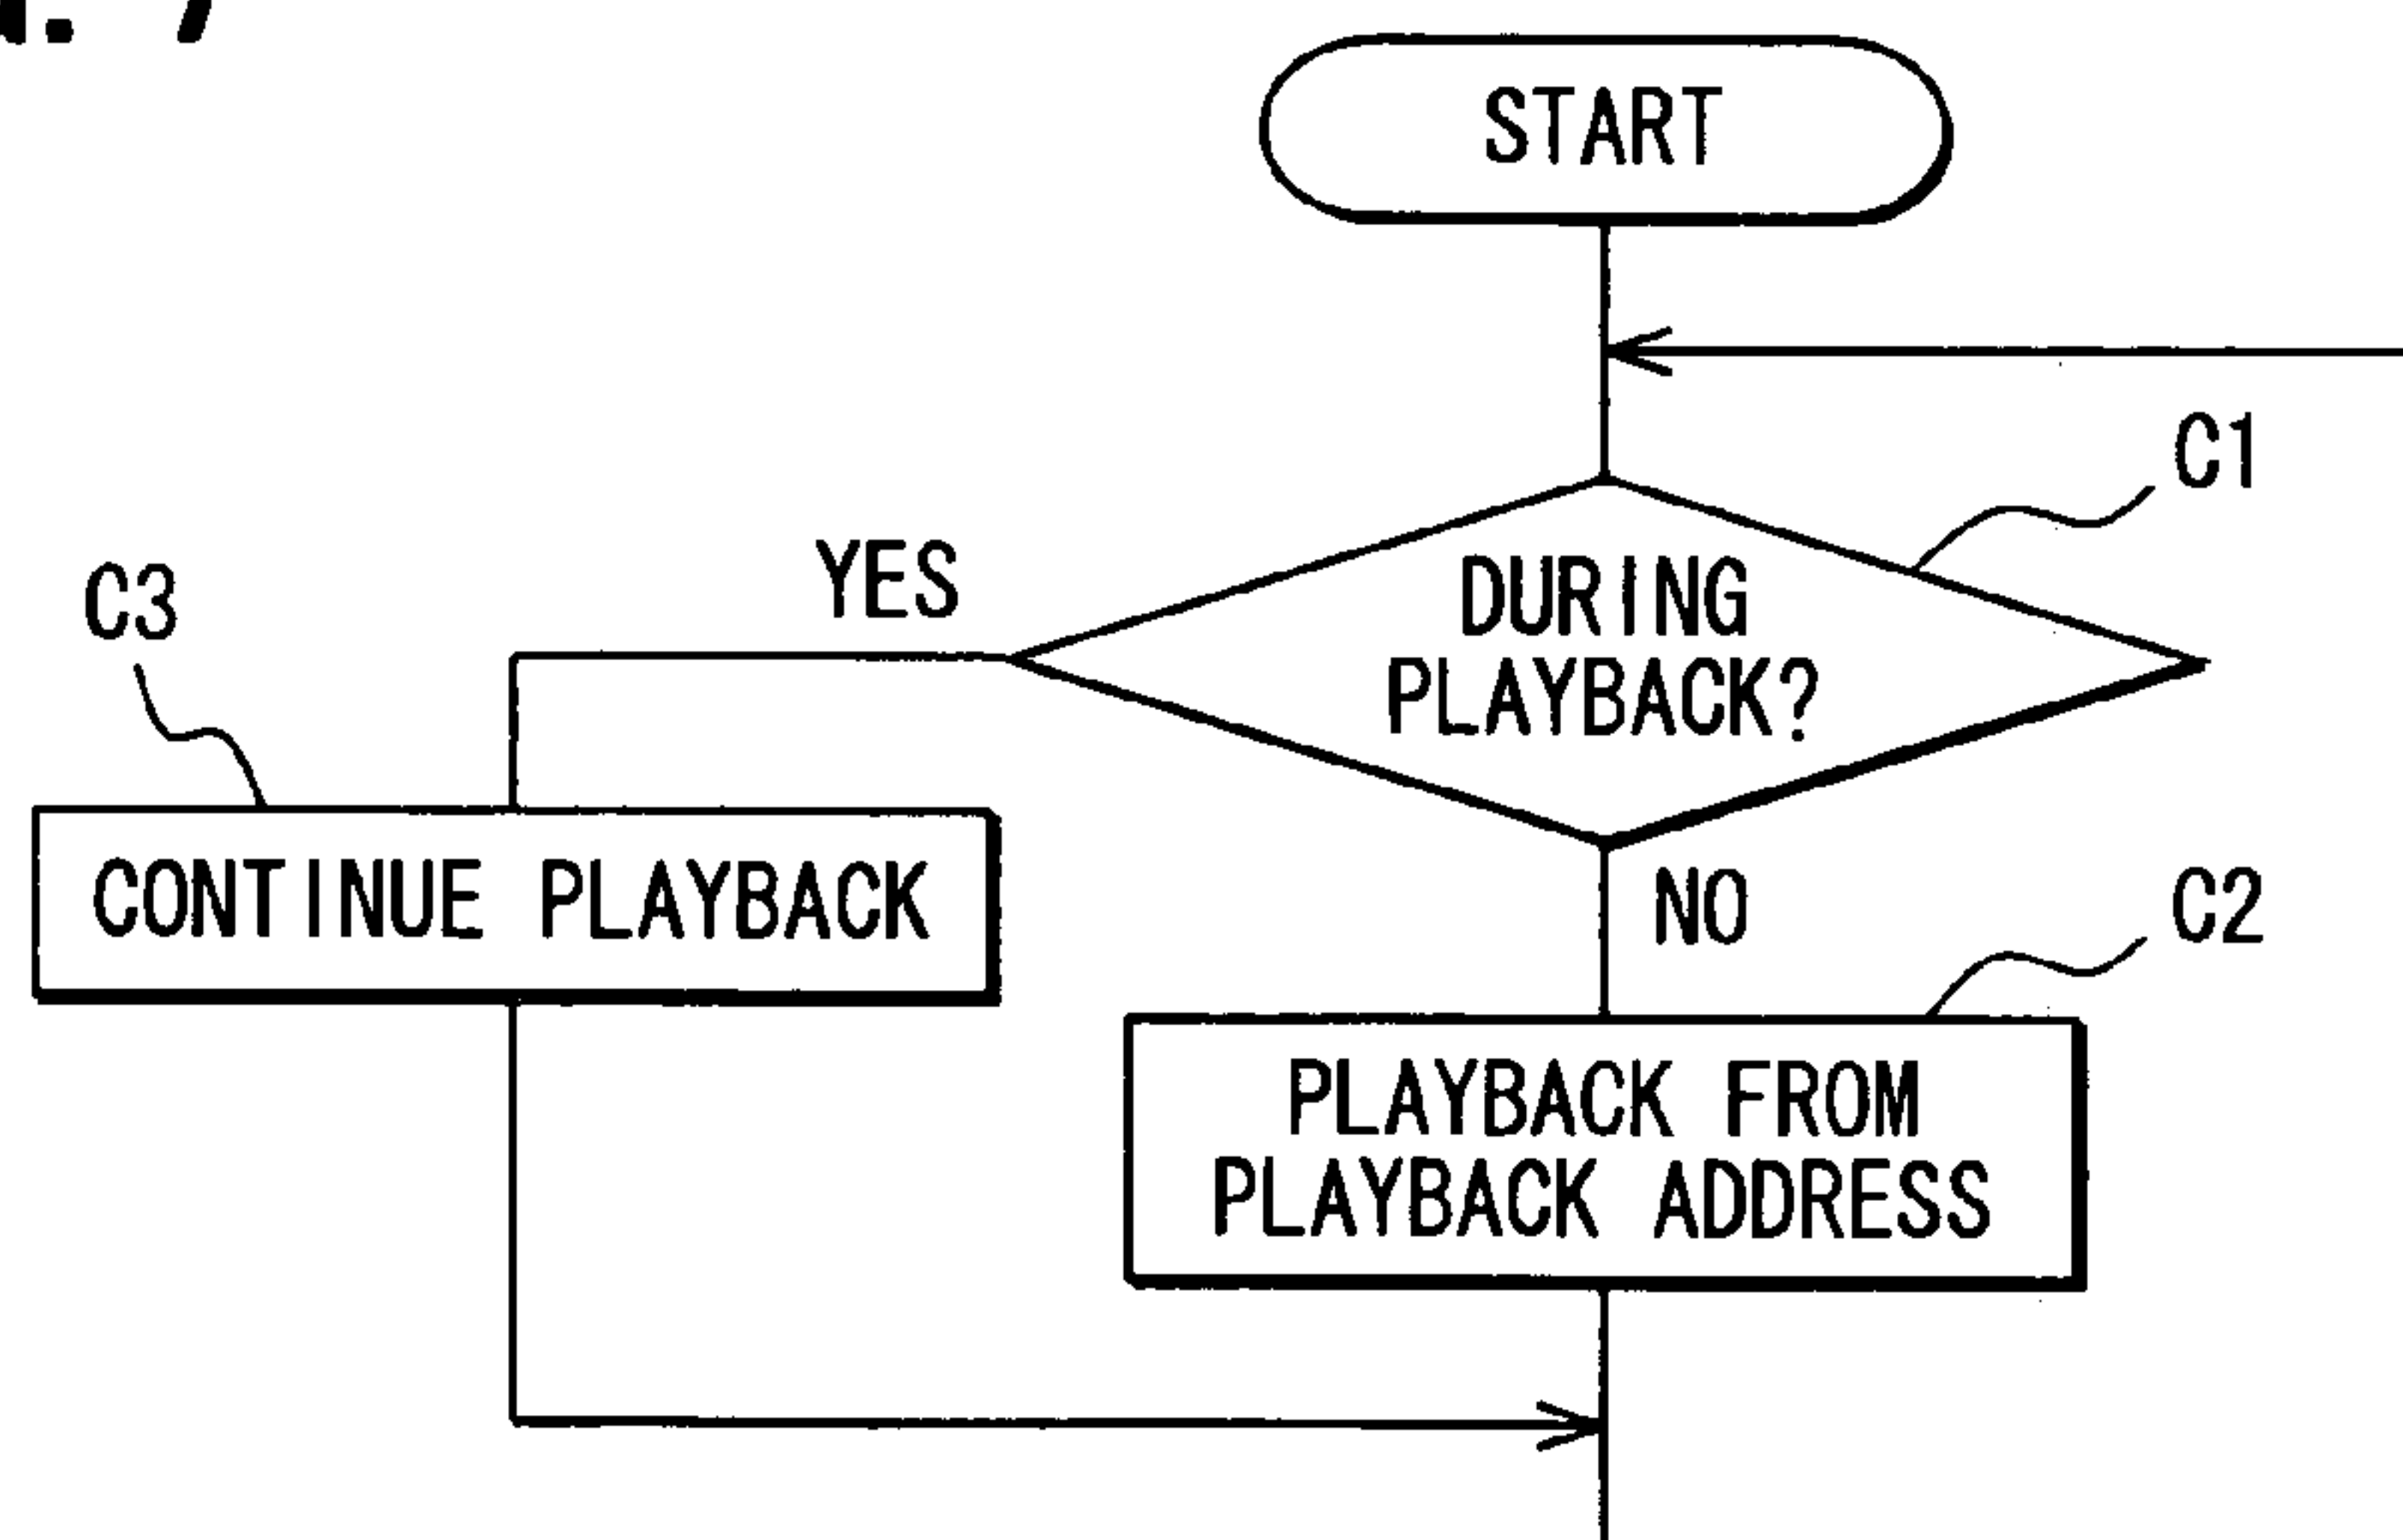 START
C1
YES
DURING
PLAYBACK?
C3
CONTINUE PLAYBACK
NO
C2
PLAYBACK FROM
PLAYBACK ADDRESS